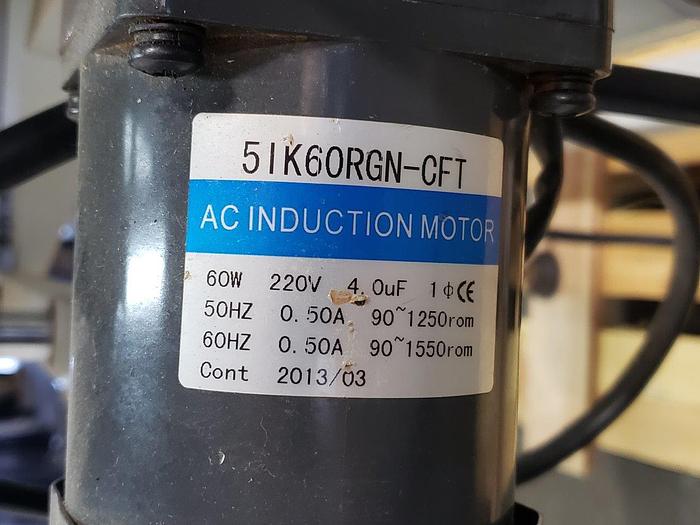 51K60RGN-CFT
AC INDUCTION MOTOR
60W 220V 4.0uF 1ϕCE
50HZ 0.50A 90~1250rom
60HZ 0.50A 90~1550rom
Cont 2013/03